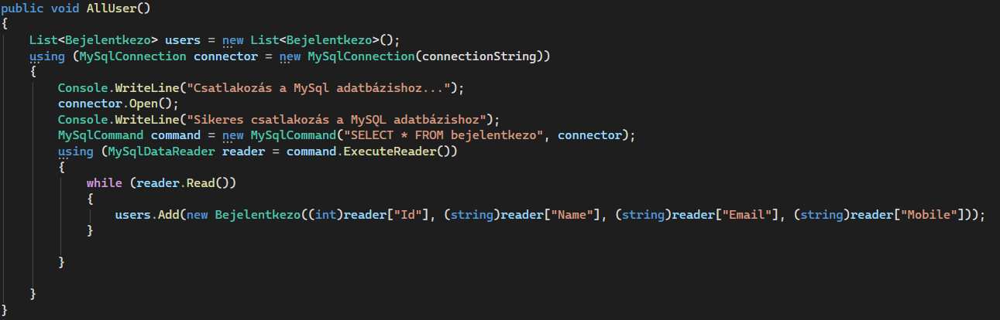 public void AllUser()
{
    List<Bejelentkezo> users = new List<Bejelentkezo>();
    using (MySqlConnection connector = new MySqlConnection(connectionString))
    {
        Console.WriteLine("Csatlakozás a MySql adatbázishoz...");
        connector.Open();
        Console.WriteLine("Sikeres csatlakozás a MySQL adatbázishoz");
        MySqlCommand command = new MySqlCommand("SELECT * FROM bejelentkezo", connector);
        using (MySqlDataReader reader = command.ExecuteReader())
        {
            while (reader.Read())
            {
                users.Add(new Bejelentkezo((int)reader["Id"], (string)reader["Name"], (string)reader["Email"], (string)reader["Mobile"]));
            }
        }
    }
}